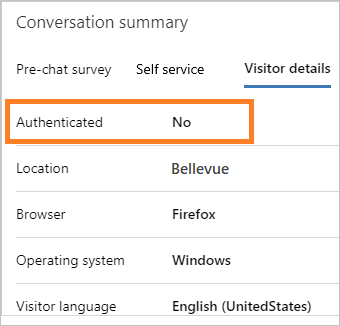 Conversation summary
Pre-chat survey Self service Visitor details
Authenticated No
Location Bellevue
Browser Firefox
Operating system Windows
Visitor language English (UnitedStates)